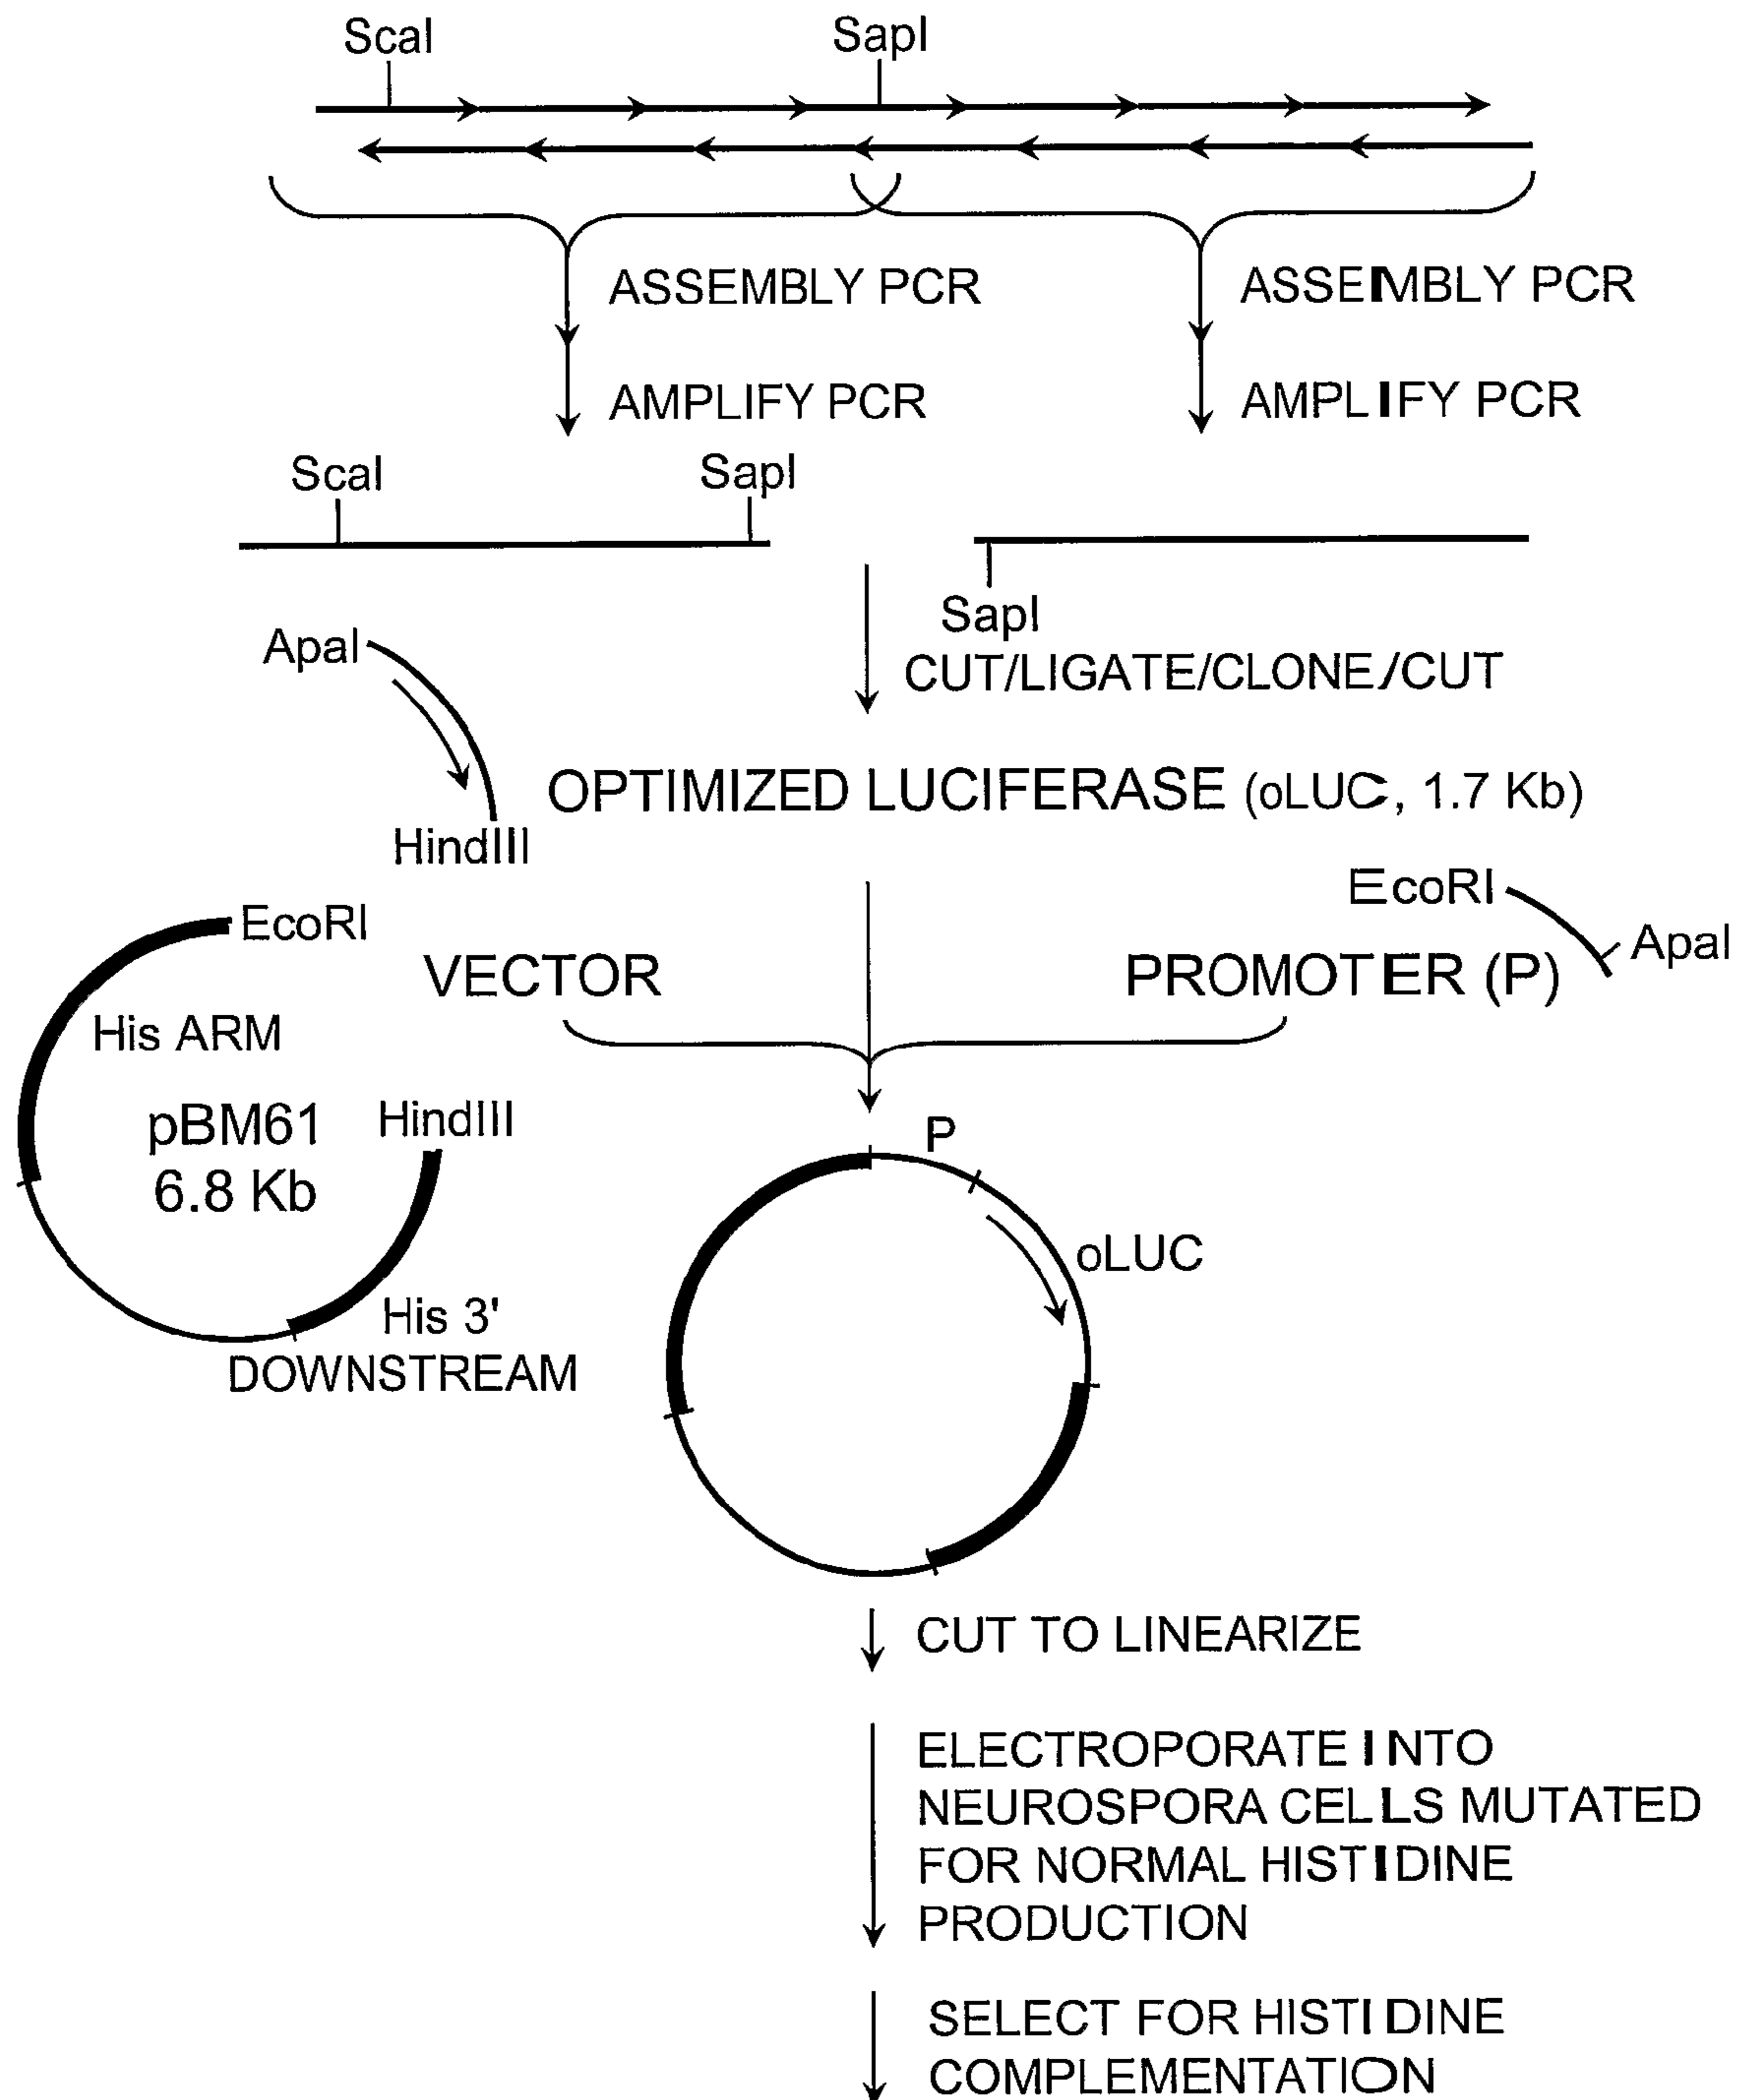 ScaI SapI
ASSEMBLY PCR ASSEMBLY PCR
AMPLIFY PCR AMPLIFY PCR
ScaI SapI
SapI
ApaI
CUT/LIGATE/CLONE/CUT
OPTIMIZED LUCIFERASE (oLUC, 1.7 Kb)
HindIII
EcoRI
EcoRI
ApaI
VECTOR PROMOTER (P)
His ARM
pBM61 HindIII
6.8 Kb
P
oLUC
His 3'
DOWNSTREAM
CUT TO LINEARIZE
ELECTROPORATE INTO
NEUROSPORA CELLS MUTATED
FOR NORMAL HISTIDINE
PRODUCTION
SELECT FOR HISTIDINE
COMPLEMENTATION